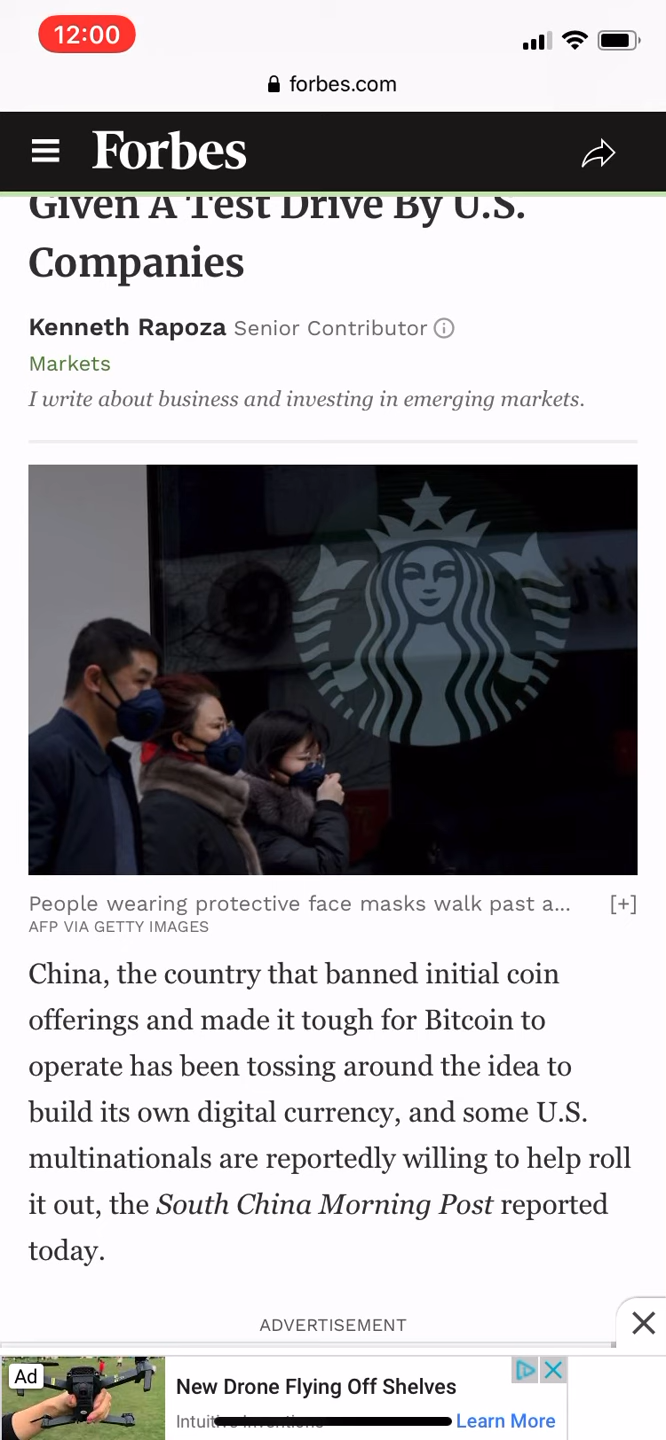 12:00
forbes.com
Forbes
Given A Test Drive By U.S.
Companies
Kenneth Rapoza Senior Contributor
Markets
I write about business and investing in emerging markets.
People wearing protective face masks walk past a... [+]
AFP VIA GETTY IMAGES
China, the country that banned initial coin
offerings and made it tough for Bitcoin to
operate has been tossing around the idea to
build its own digital currency, and some U.S.
multinationals are reportedly willing to help roll
it out, the South China Morning Post reported
today.
ADVERTISEMENT
Ad
New Drone Flying Off Shelves
Learn More